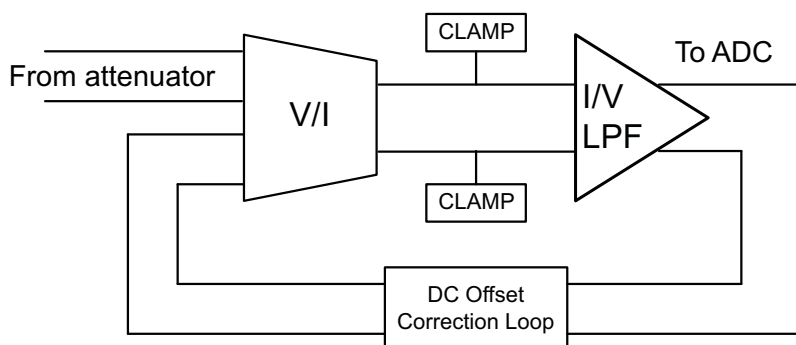 CLAMP
To ADC
From attenuator
V/I
I/V
LPF
CLAMP
DC Offset
Correction Loop